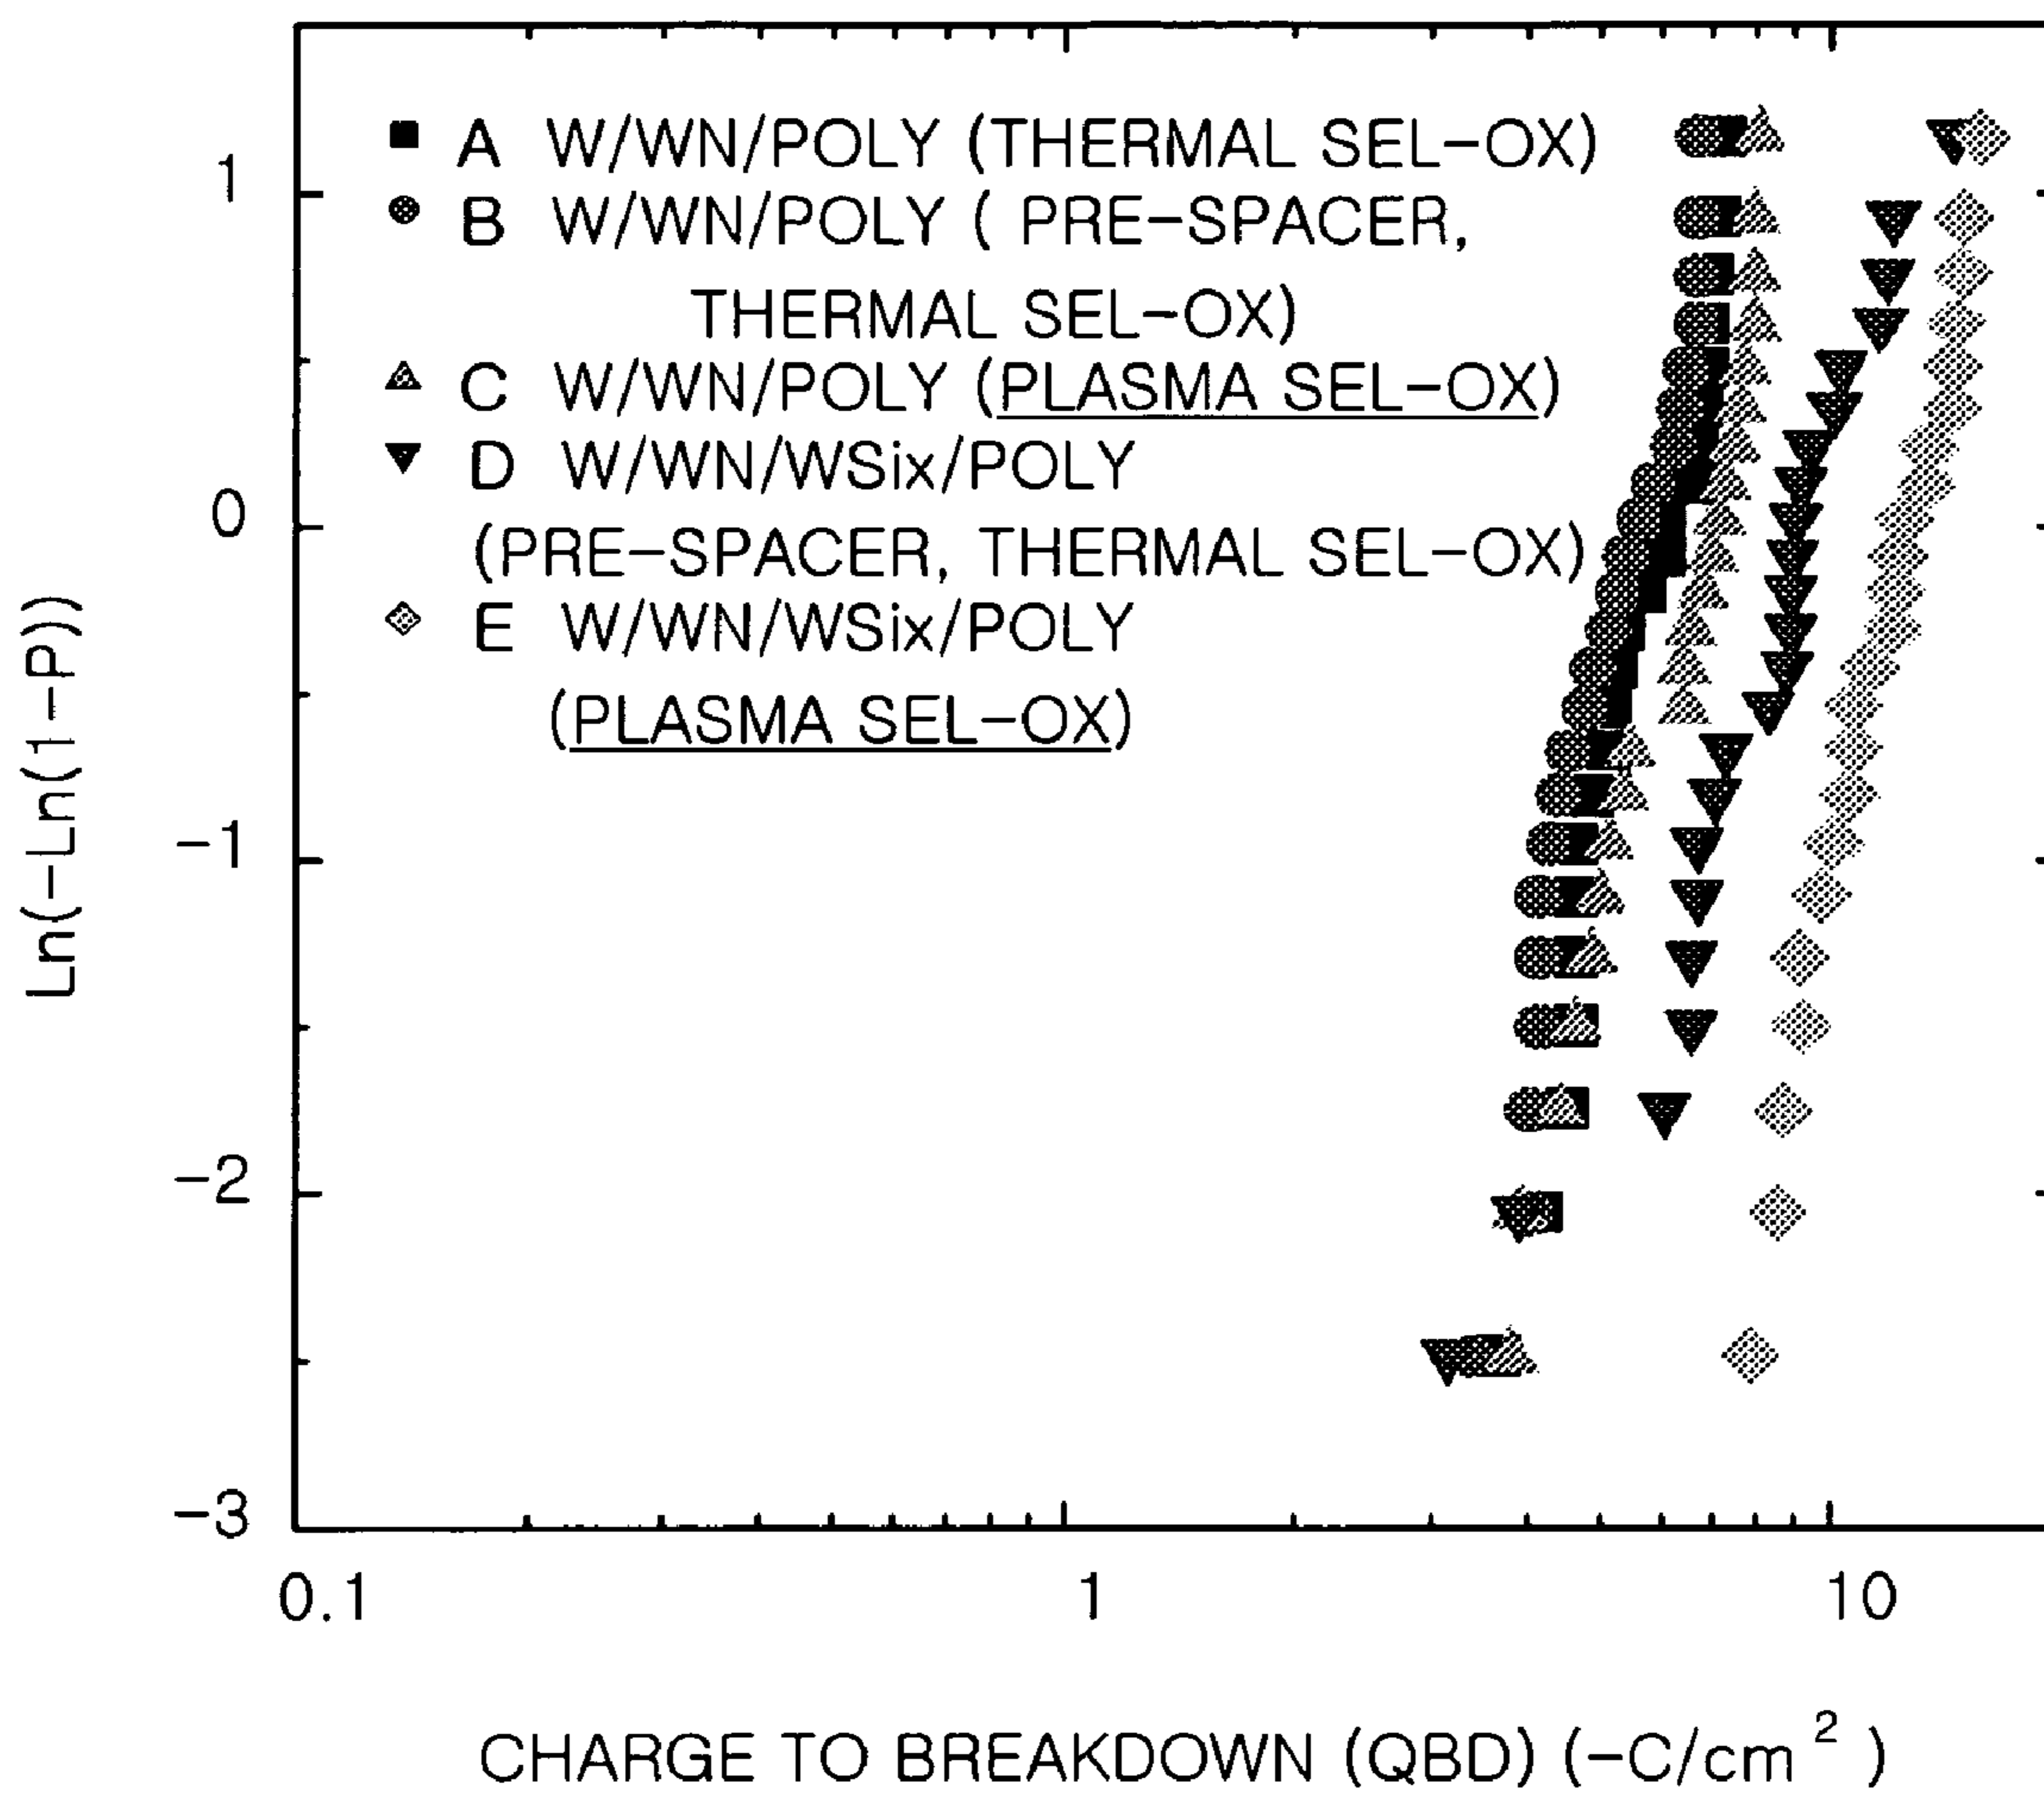 A W/WN/POLY (THERMAL SEL-OX)
B W/WN/POLY ( PRE-SPACER,
THERMAL SEL-OX)
C W/WN/POLY (PLASMA SEL-OX)
D W/WN/WSix/POLY
(PRE-SPACER, THERMAL SEL-OX)
E W/WN/WSix/POLY
(PLASMA SEL-OX)
Ln(-Ln(1-P))
1
0
-1
-2
-3
0.1 1 10
CHARGE TO BREAKDOWN (QBD) (-C/cm²)